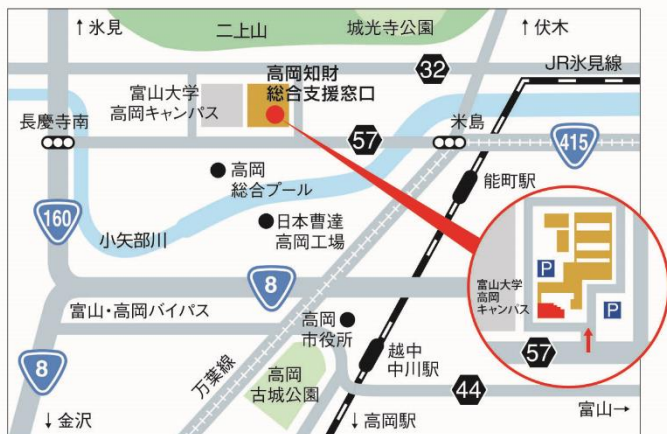 ↑氷見
二上山
城光寺公園
↑伏木
JR氷見線
32
高岡知財
総合支援窓口
富山大学
高岡キャンパス
長慶寺南
57
米島
415
高岡
総合プール
能町駅
160
小矢部川
日本曹達
高岡工場
8
P
富山大学
高岡
キャンパス
P
富山・高岡バイパス
高岡
市役所
57
8
万葉線
越中
中川駅
高岡
古城公園
44
↓金沢
↓高岡駅
富山→